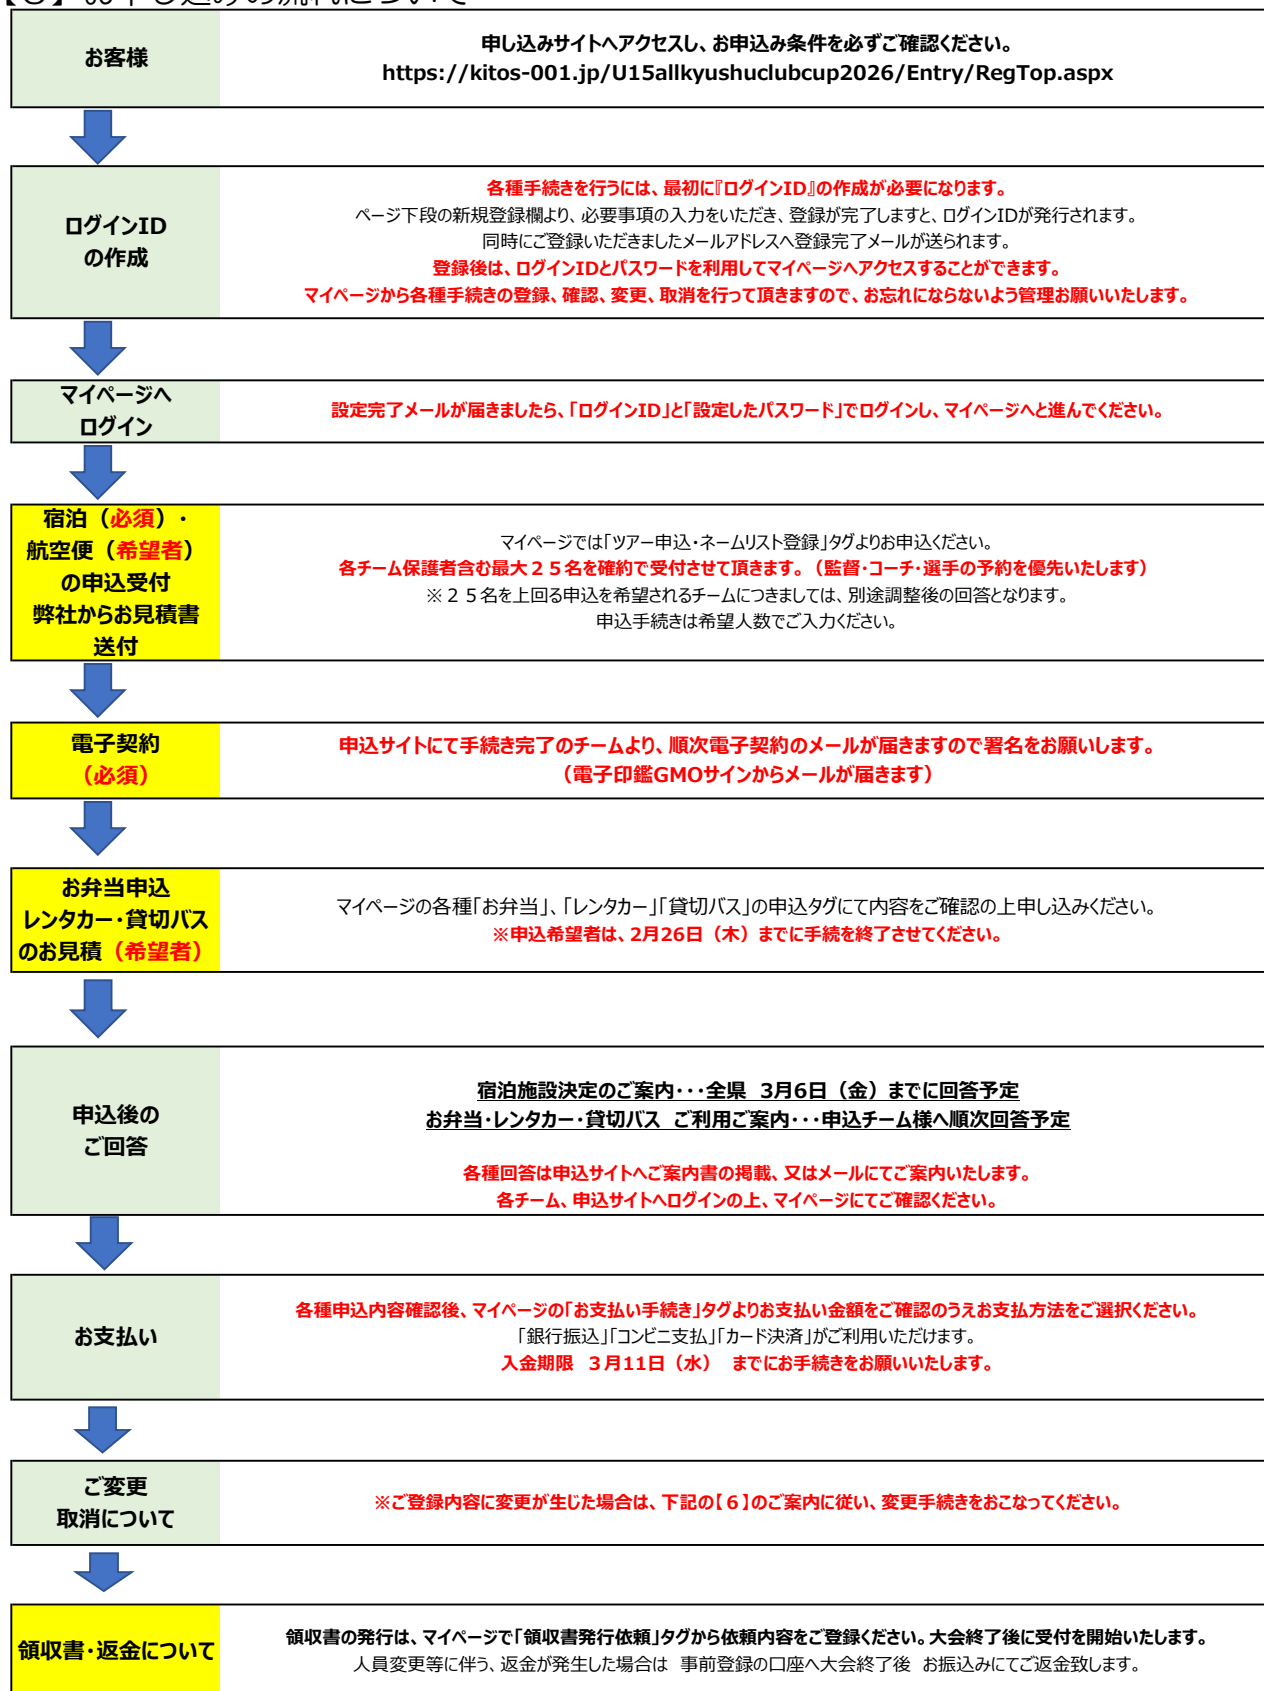 お申し込みの流れについて
お客様
申し込みサイトへアクセスし、お申込み条件を必ずご確認ください。
https://kitos-001.jp/U15allkyushuclubcup2026/Entry/RegTop.aspx
ログインID
の作成
各種手続きを行うには、最初に『ログインID』の作成が必要になります。
ページ下段の新規登録欄より、必要事項の入力をいただき、登録が完了しますと、ログインIDが発行されます。
同時にご登録いただきましたメールアドレスへ登録完了メールが送られます。
登録後は、ログインIDとパスワードを利用してマイページへアクセスすることができます。
マイページから各種手続きの登録、確認、変更、取消を行って頂きますので、お忘れにならないよう管理お願いいたします。
マイページへ
ログイン
設定完了メールが届きましたら、「ログインID」と「設定したパスワード」でログインし、マイページへと進んでください。
宿泊（必須）・
航空便（希望者）
の申込受付
弊社からお見積書
送付
マイページでは「ツアー申込・ネームリスト登録」タグよりお申込ください。
各チーム保護者含む最大２５名を確約で受付させて頂きます。（監督・コーチ・選手の予約を優先いたします）
※２５名を上回る申込を希望されるチームにつきましては、別途調整後の回答となります。
申込手続きは希望人数でご入力ください。
電子契約
（必須）
申込サイトにて手続き完了のチームより、順次電子契約のメールが届きますので署名をお願いします。
（電子印鑑GMOサインからメールが届きます）
お弁当申込
レンタカー・貸切バス
のお見積（希望者）
マイページの各種「お弁当」、「レンタカー」「貸切バス」の申込タグにて内容をご確認の上申し込みください。
※申込希望者は、2月26日（木）までに手続を終了させてください。
申込後の
ご回答
宿泊施設決定のご案内・・・全県 3月6日（金）までに回答予定
お弁当・レンタカー・貸切バス ご利用ご案内・・・申込チーム様へ順次回答予定
各種回答は申込サイトへご案内書の掲載、又はメールにてご案内いたします。
各チーム、申込サイトへログインの上、マイページにてご確認ください。
お支払い
各種申込内容確認後、マイページの「お支払い手続き」タグよりお支払い金額をご確認のうえお支払方法をご選択ください。
「銀行振込」「コンビニ支払」「カード決済」がご利用いただけます。
入金期限 ３月11日（水） までにお手続きをお願いいたします。
ご変更
取消について
※ご登録内容に変更が生じた場合は、下記の【６】のご案内に従い、変更手続きをおこなってください。
領収書・返金について
領収書の発行は、マイページで「領収書発行依頼」タグから依頼内容をご登録ください。大会終了後に受付を開始いたします。
人員変更等に伴う、返金が発生した場合は 事前登録の口座へ大会終了後 お振込みにてご返金致します。